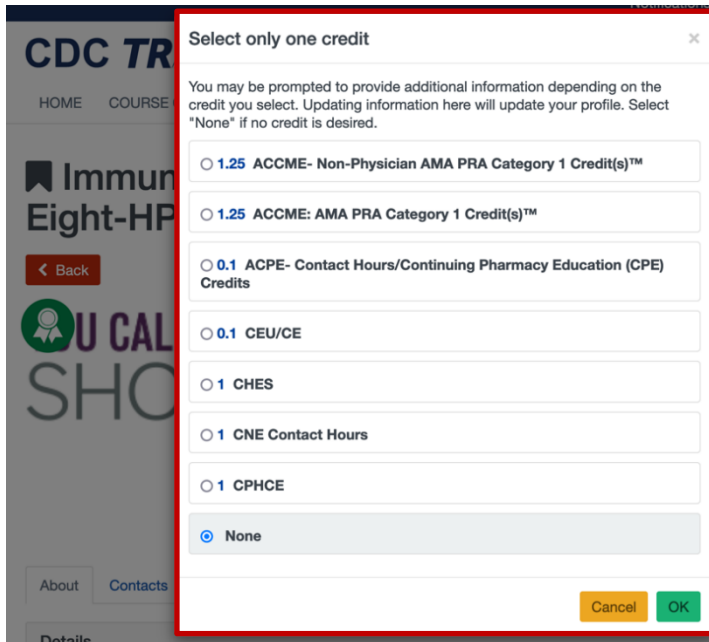 CDC TR
HOME COURSE
Immun
Eight-HP
Back
U CAL
SHO
About Contacts
Details
Select only one credit
×
You may be prompted to provide additional information depending on the
credit you select. Updating information here will update your profile. Select
"None" if no credit is desired.
1.25 ACCME- Non-Physician AMA PRA Category 1 Credit(s)™
1.25 ACCME: AMA PRA Category 1 Credit(s)™
0.1 ACPE- Contact Hours/Continuing Pharmacy Education (CPE)
Credits
0.1 CEU/CE
1 CHES
1 CNE Contact Hours
1 CPHCE
None
Cancel OK